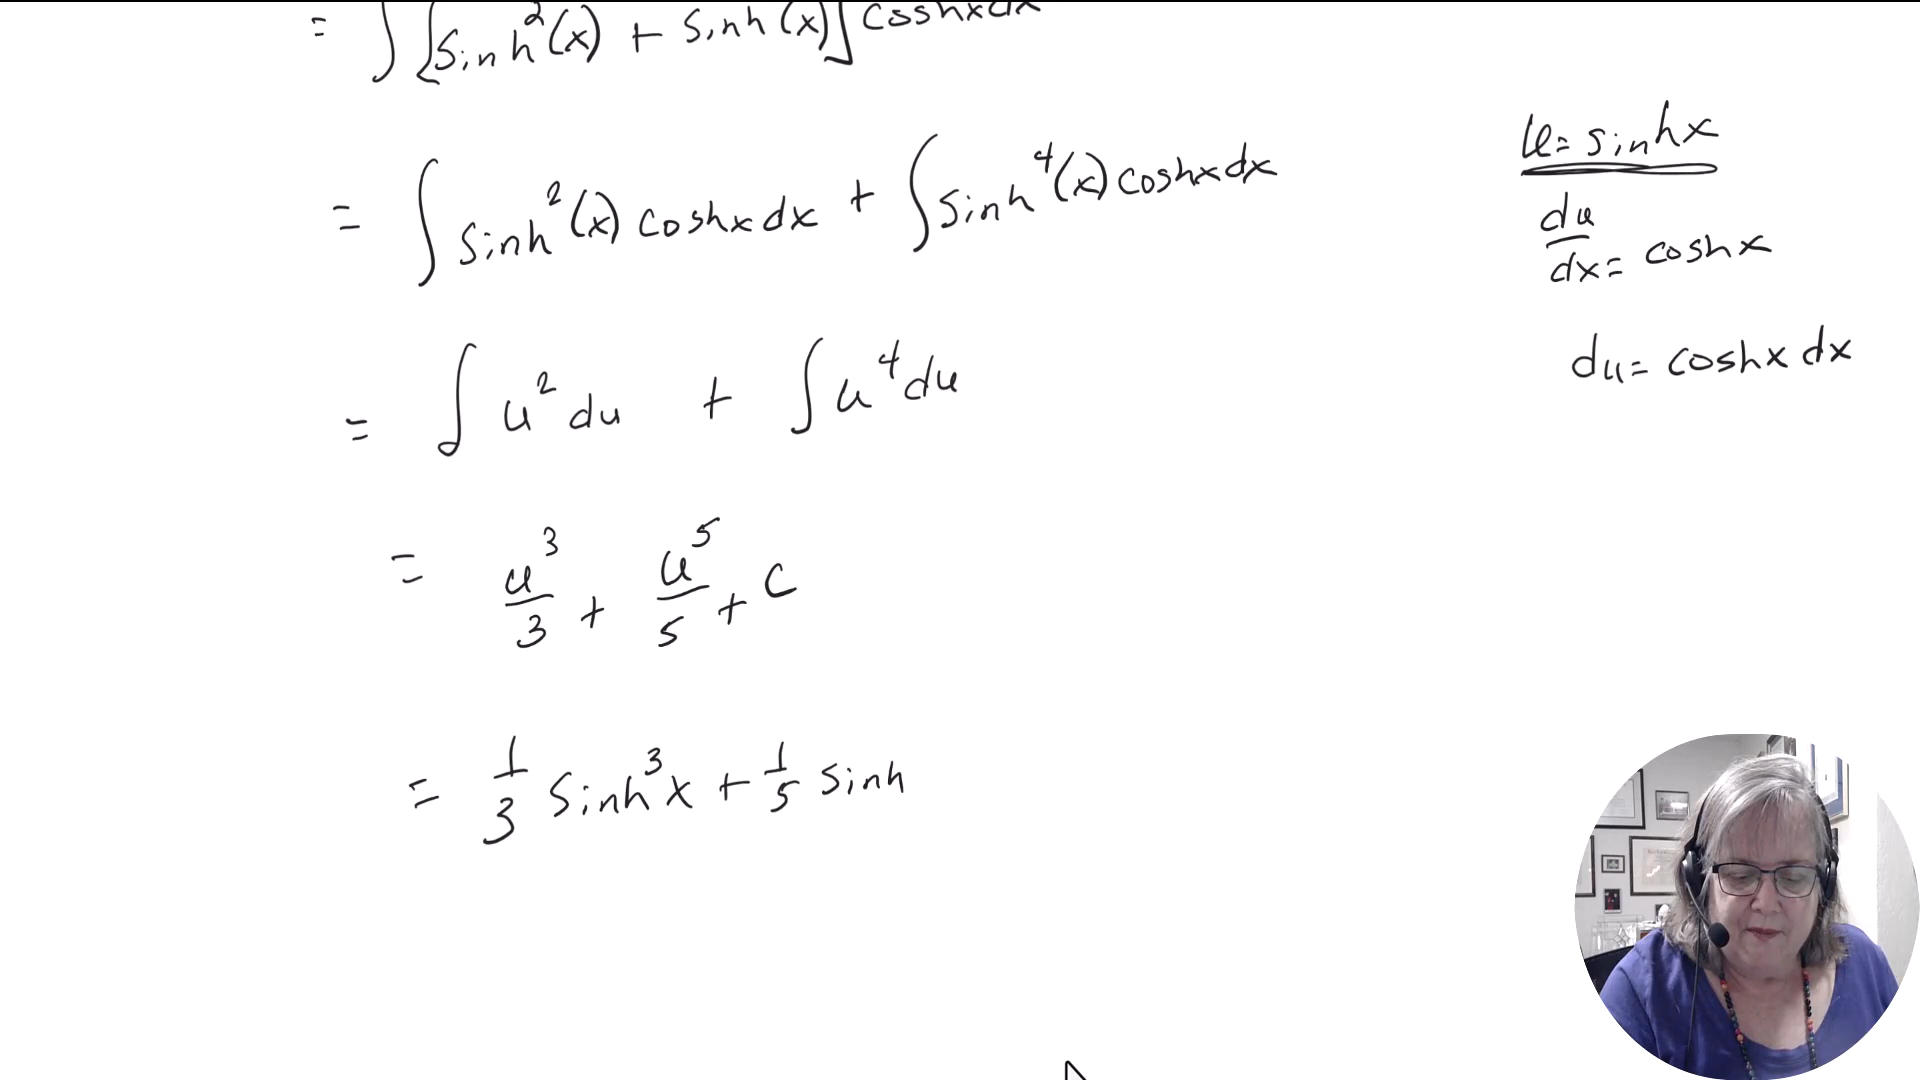 = ∫ [sinh²(x) + sinh (x)] coshx dx
= ∫ sinh²(x) coshx dx + ∫ sinh⁴(x) coshx dx
= ∫ u² du + ∫ u⁴ du
= u³/3 + u⁵/5 + C
= 1/3 sinh³x + 1/5 sinh
u = sinhx
du/dx = coshx
du = coshx dx